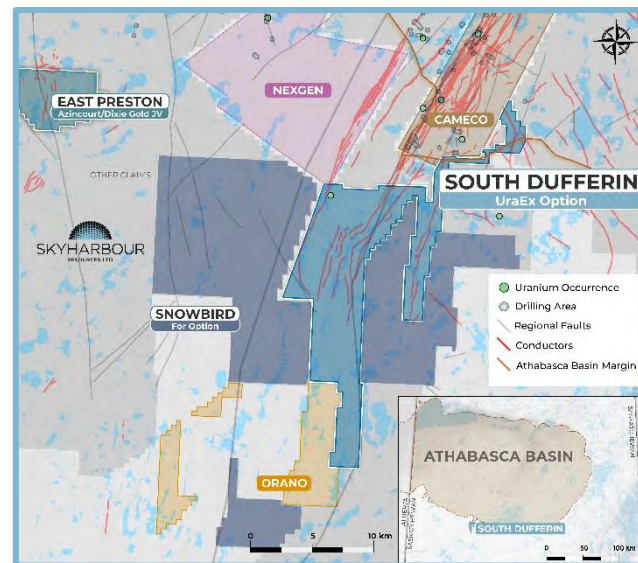 NEXGEN
EAST PRESTON
Azincourt/Dixie Gold JV
CAMECO
OTHER CLAIMS
SOUTH DUFFERIN
UraEx Option
SKYHARBOUR
RESOURCES LTD.
SNOWBIRD
For Option
Uranium Occurrence
Drilling Area
Regional Faults
Conductors
Athabasca Basin Margin
ORANO
0 5 10 km
ATHABASCA BASIN
ALBERTA
SASKATCHEWAN
SOUTH DUFFERIN
0 50 100 km